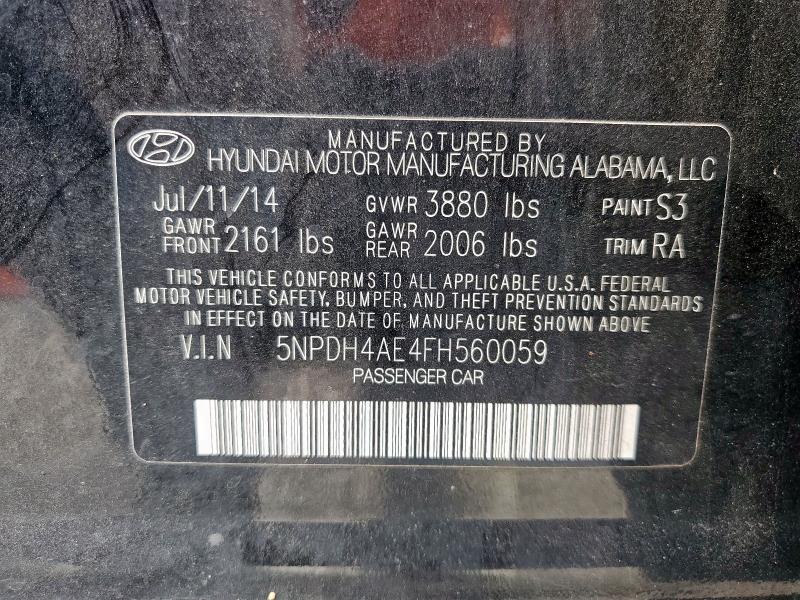 MANUFACTURED BY
HYUNDAI MOTOR MANUFACTURING ALABAMA, LLC
Jul/11/14 GVWR 3880 lbs PAINT S3
GAWR FRONT 2161 lbs GAWR REAR 2006 lbs TRIM RA
THIS VEHICLE CONFORMS TO ALL APPLICABLE U.S.A. FEDERAL
MOTOR VEHICLE SAFETY, BUMPER, AND THEFT PREVENTION STANDARDS
IN EFFECT ON THE DATE OF MANUFACTURE SHOWN ABOVE
V.I.N 5NPDH4AE4FH560059
PASSENGER CAR